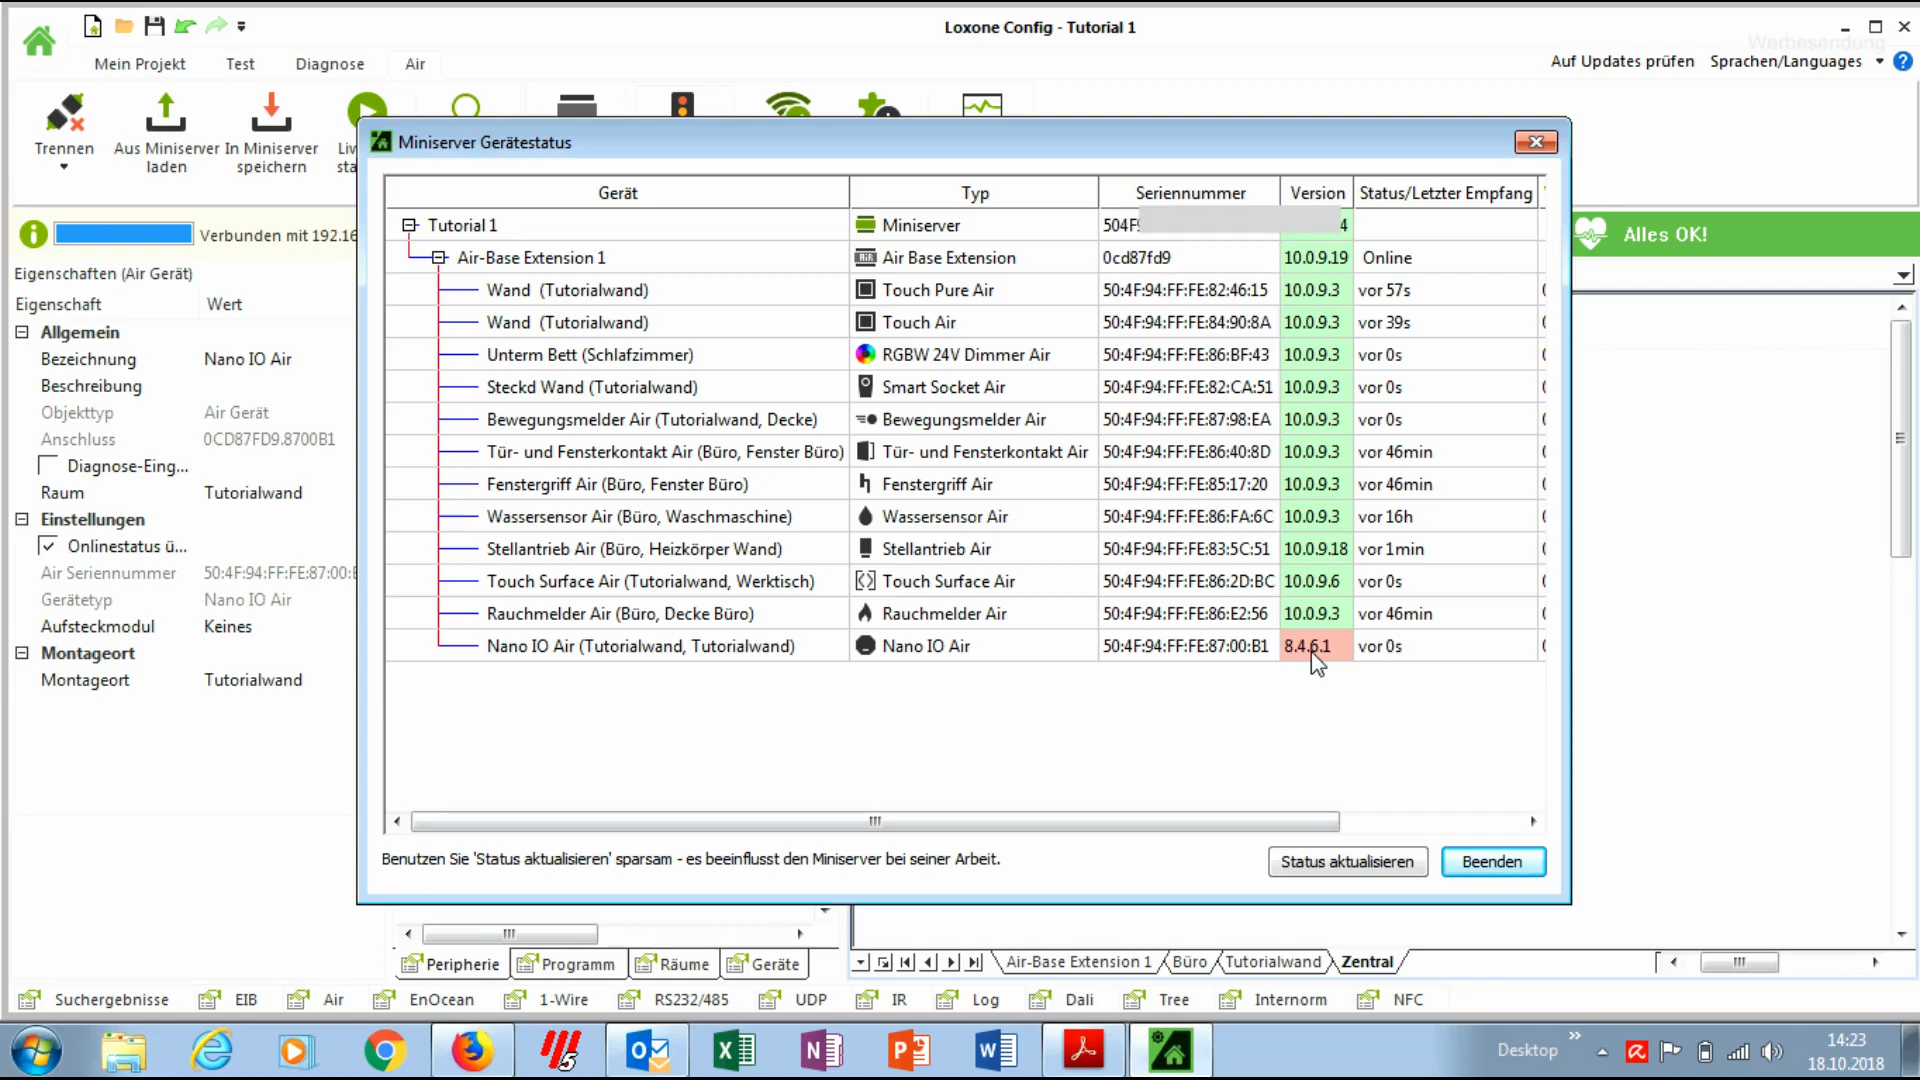 Loxone Config - Tutorial 1
Werbesendung
Mein Projekt Test Diagnose Air
Auf Updates prüfen Sprachen/Languages
Trennen Aus Miniserver laden In Miniserver speichern
Miniserver Gerätestatus
Verbunden mit 192.16
Alles OK!
Eigenschaften (Air Gerät)
Eigenschaft Wert
Allgemein
Bezeichnung Nano IO Air
Beschreibung
Objekttyp Air Gerät
Anschluss 0CD87FD9.8700B1
Diagnose-Eing...
Raum Tutorialwand
Einstellungen
Onlinestatus ü...
Air Seriennummer 50:4F:94:FF:FE:87:00:
Gerätetyp Nano IO Air
Aufsteckmodul Keines
Montageort
Montageort Tutorialwand
Gerät Typ Seriennummer Version Status/Letzter Empfang
Tutorial 1 Miniserver 504F 4
Air-Base Extension 1 Air Base Extension 0cd87fd9 10.0.9.19 Online
Wand (Tutorialwand) Touch Pure Air 50:4F:94:FF:FE:82:46:15 10.0.9.3 vor 57s
Wand (Tutorialwand) Touch Air 50:4F:94:FF:FE:84:90:8A 10.0.9.3 vor 39s
Unterm Bett (Schlafzimmer) RGBW 24V Dimmer Air 50:4F:94:FF:FE:86:BF:43 10.0.9.3 vor 0s
Steckd Wand (Tutorialwand) Smart Socket Air 50:4F:94:FF:FE:82:CA:51 10.0.9.3 vor 0s
Bewegungsmelder Air (Tutorialwand, Decke) Bewegungsmelder Air 50:4F:94:FF:FE:87:98:EA 10.0.9.3 vor 0s
Tür- und Fensterkontakt Air (Büro, Fenster Büro) Tür- und Fensterkontakt Air 50:4F:94:FF:FE:86:40:8D 10.0.9.3 vor 46min
Fenstergriff Air (Büro, Fenster Büro) Fenstergriff Air 50:4F:94:FF:FE:85:17:20 10.0.9.3 vor 46min
Wassersensor Air (Büro, Waschmaschine) Wassersensor Air 50:4F:94:FF:FE:86:FA:6C 10.0.9.3 vor 16h
Stellantrieb Air (Büro, Heizkörper Wand) Stellantrieb Air 50:4F:94:FF:FE:83:5C:51 10.0.9.18 vor 1min
Touch Surface Air (Tutorialwand, Werktisch) Touch Surface Air 50:4F:94:FF:FE:86:2D:BC 10.0.9.6 vor 0s
Rauchmelder Air (Büro, Decke Büro) Rauchmelder Air 50:4F:94:FF:FE:86:E2:56 10.0.9.3 vor 46min
Nano IO Air (Tutorialwand, Tutorialwand) Nano IO Air 50:4F:94:FF:FE:87:00:B1 8.4.6.1 vor 0s
Benutzen Sie 'Status aktualisieren' sparsam - es beeinflusst den Miniserver bei seiner Arbeit.
Status aktualisieren Beenden
Peripherie Programm Räume Geräte
Air-Base Extension 1 Büro Tutorialwand Zentral
Suchergebnisse EIB Air EnOcean 1-Wire RS232/485 UDP IR Log Dali Tree Internorm NFC
Desktop
14:23
18.10.2018